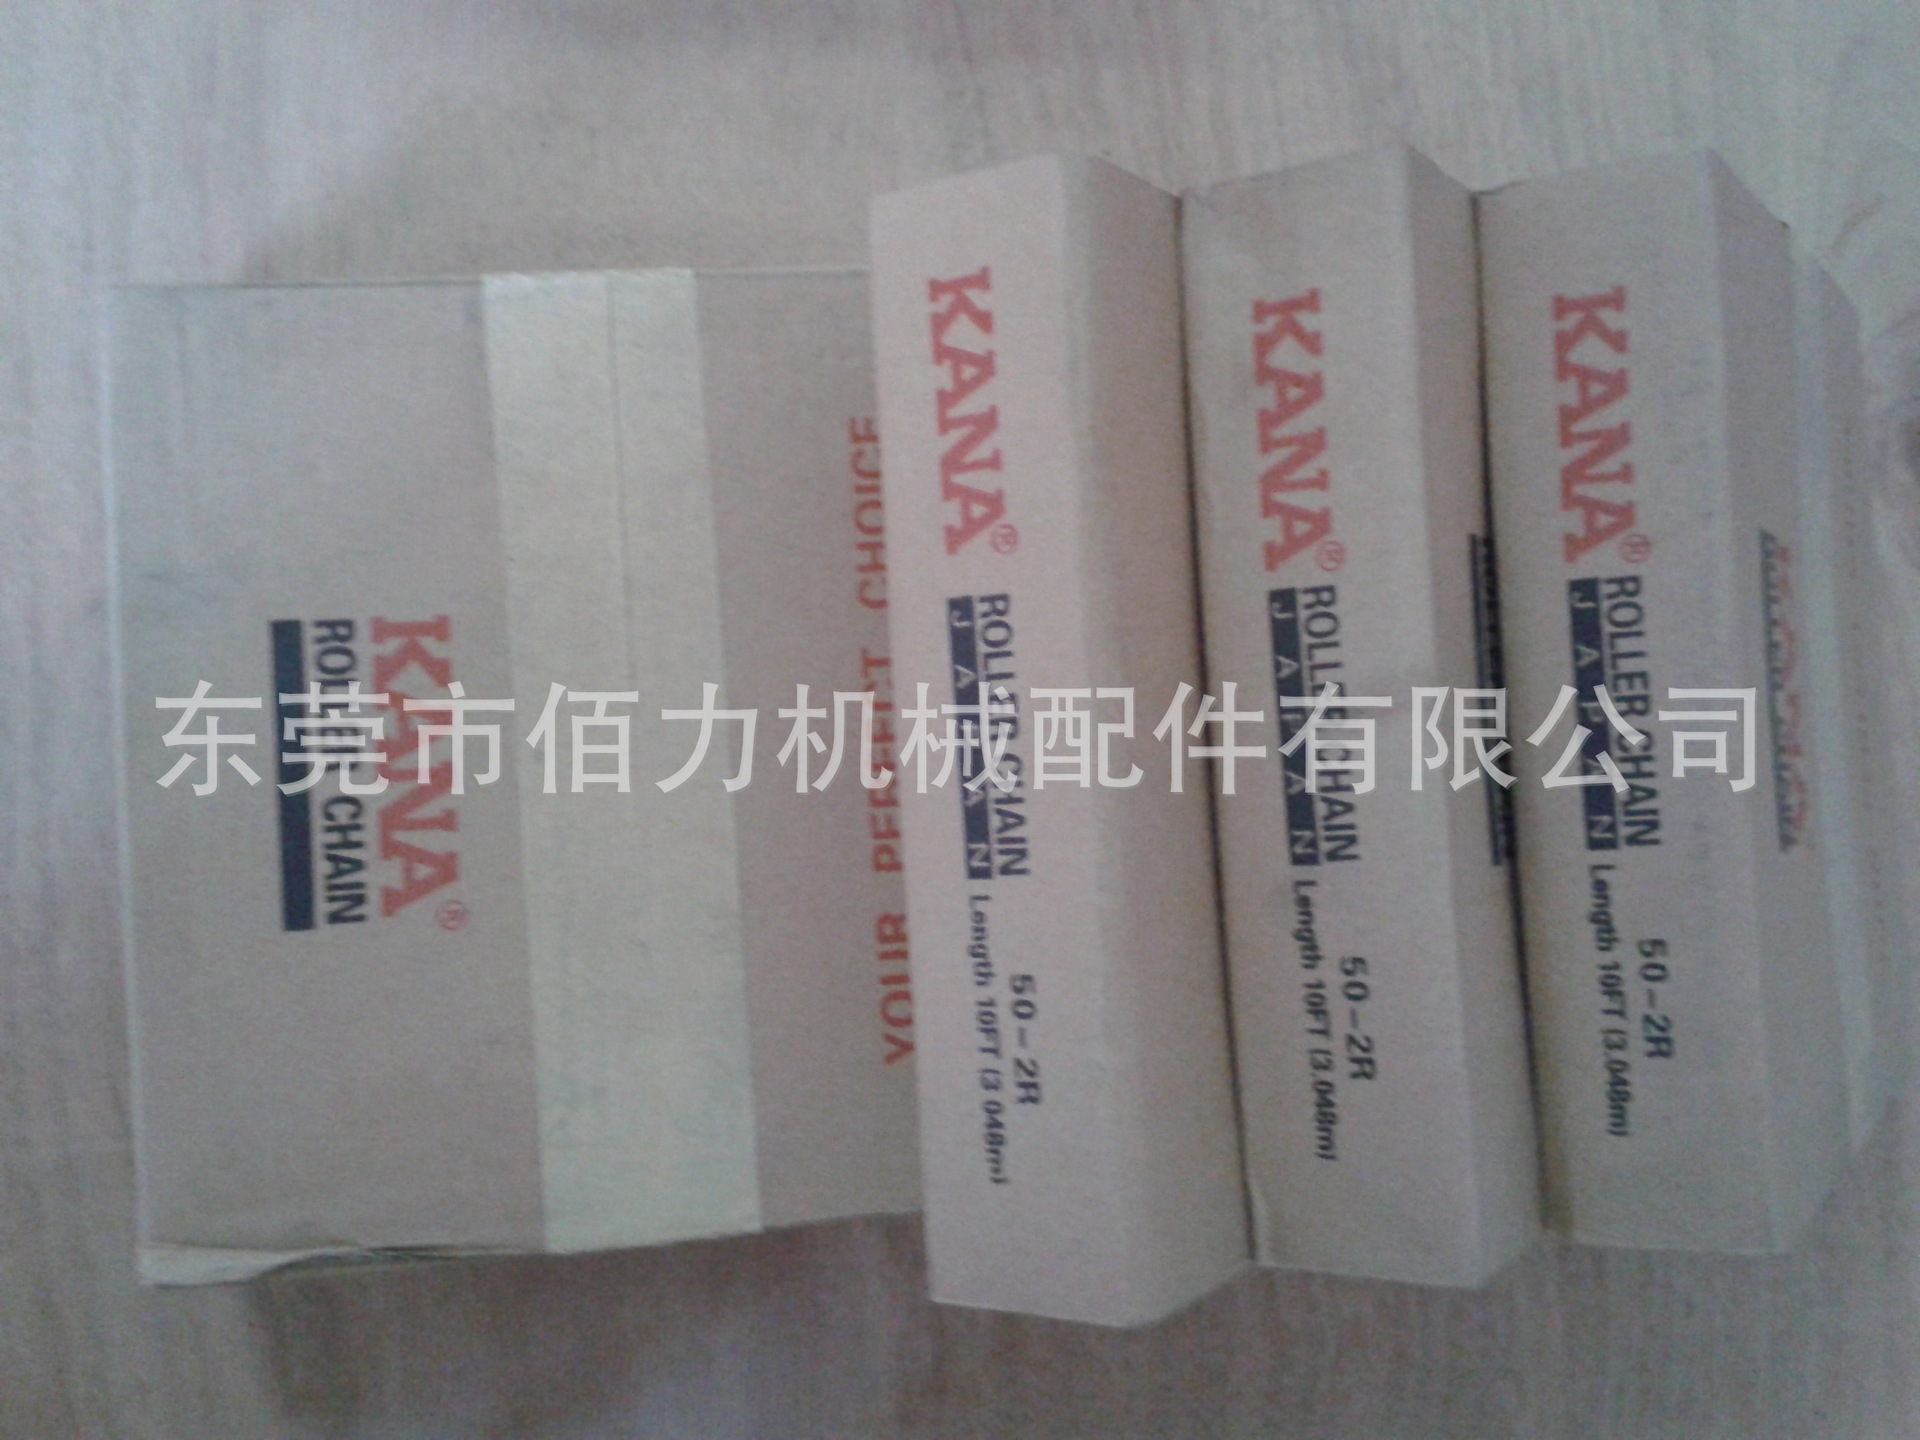 KANA®
ROLLER CHAIN
YOUR PERFECT CHOICE
KANA®
ROLLER CHAIN
JAPAN
50-2R
Length 10FT (3.048m)
KANA®
ROLLER CHAIN
JAPAN
50-2R
Length 10FT (3.048m)
KANA®
ROLLER CHAIN
JAPAN
50-2R
Length 10FT (3.048m)
东莞市佰力机械配件有限公司